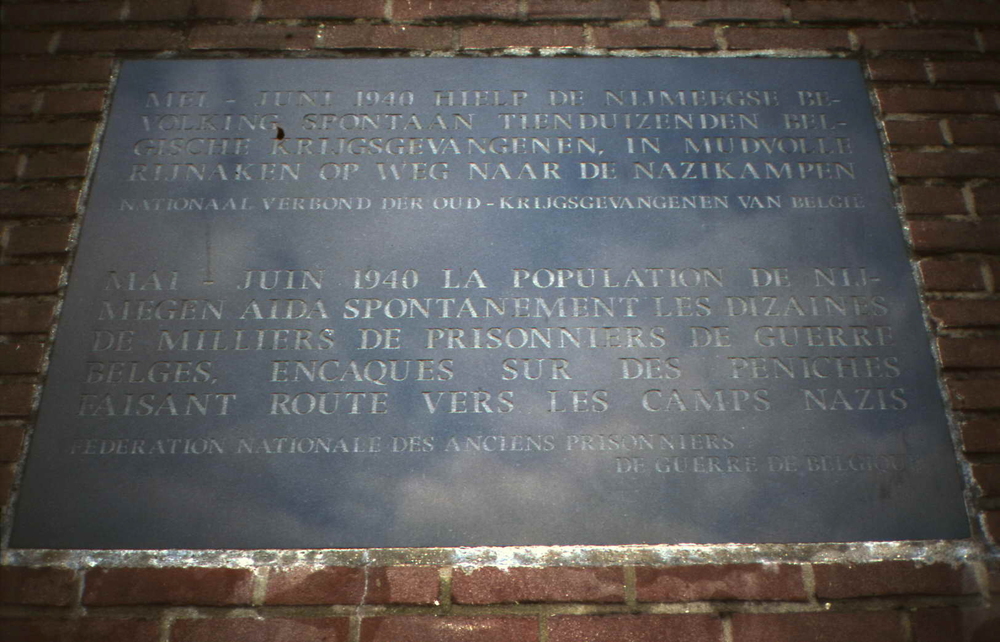 MEI - JUNI 1940 HIELP DE NIJMEEGSE BE-
VOLKING SPONTAAN TIENDUIZENDEN BEL-
GISCHE KRIJGSGEVANGENEN, IN MUDVOLLE
RIJNAKEN OP WEG NAAR DE NAZIKAMPEN
NATIONAAL VERBOND DER OUD-KRIJGSGEVANGENEN VAN BELGIE
MAI - JUIN 1940 LA POPULATION DE NIJ-
MEGEN AIDA SPONTANEMENT LES DIZAINES
DE MILLIERS DE PRISONNIERS DE GUERRE
BELGES, ENCAQUES SUR DES PENICHES
FAISANT ROUTE VERS LES CAMPS NAZIS
FEDERATION NATIONALE DES ANCIENS PRISONNIERS
DE GUERRE DE BELGIQUE